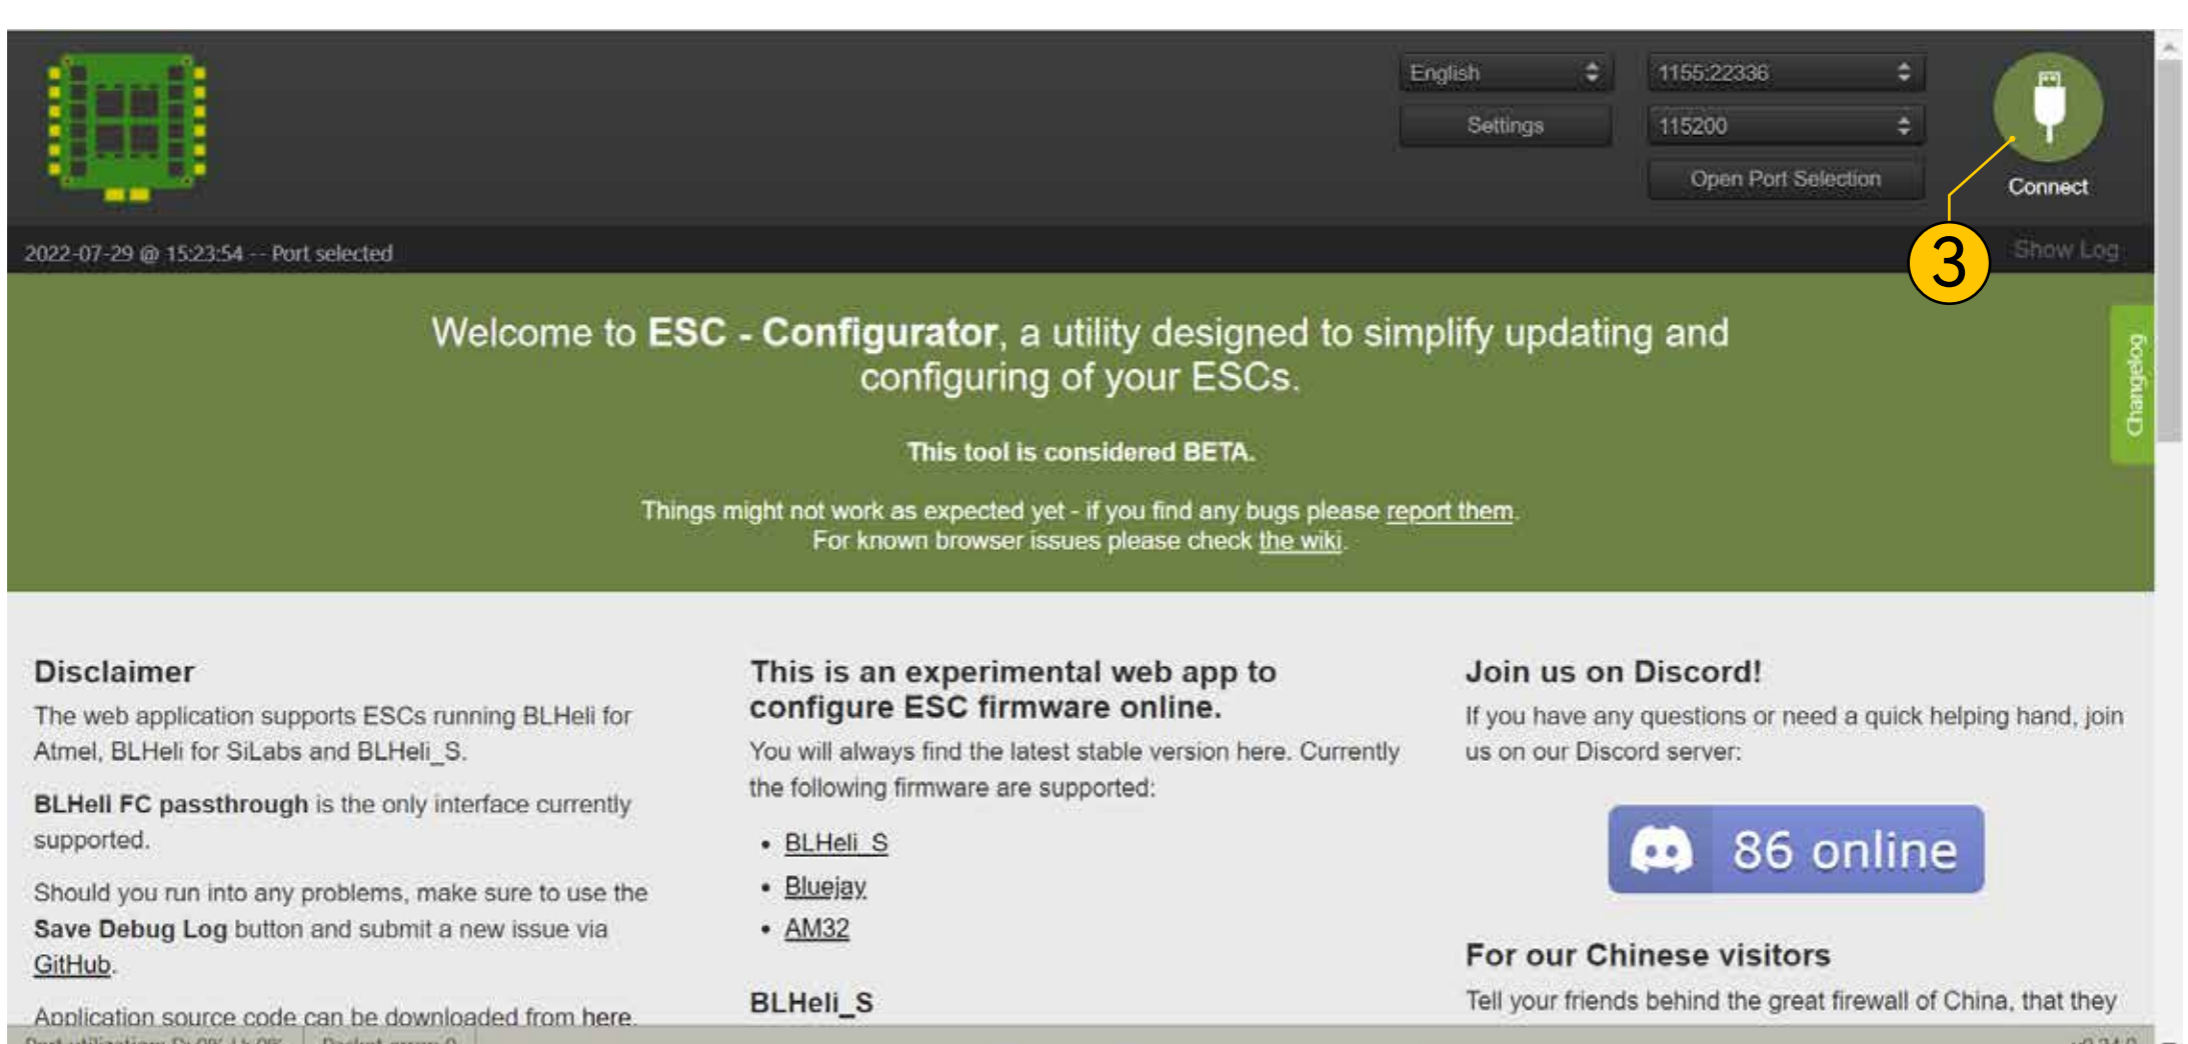 English
1155:22336
Settings
115200
Open Port Selection
Connect
3
2022-07-29 @ 15:23:54 -- Port selected
Show Log
Welcome to ESC - Configurator, a utility designed to simplify updating and
configuring of your ESCs.
Changelog
This tool is considered BETA.
Things might not work as expected yet - if you find any bugs please report them.
For known browser issues please check the wiki.
Disclaimer
The web application supports ESCs running BLHeli for
Atmel, BLHeli for SiLabs and BLHeli_S.
BLHeli FC passthrough is the only interface currently
supported.
Should you run into any problems, make sure to use the
Save Debug Log button and submit a new issue via
GitHub.
Application source code can be downloaded from here.
This is an experimental web app to
configure ESC firmware online.
You will always find the latest stable version here. Currently
the following firmware are supported:
• BLHeli_S
• Bluejay
• AM32
BLHeli_S
Join us on Discord!
If you have any questions or need a quick helping hand, join
us on our Discord server:
86 online
For our Chinese visitors
Tell your friends behind the great firewall of China, that they